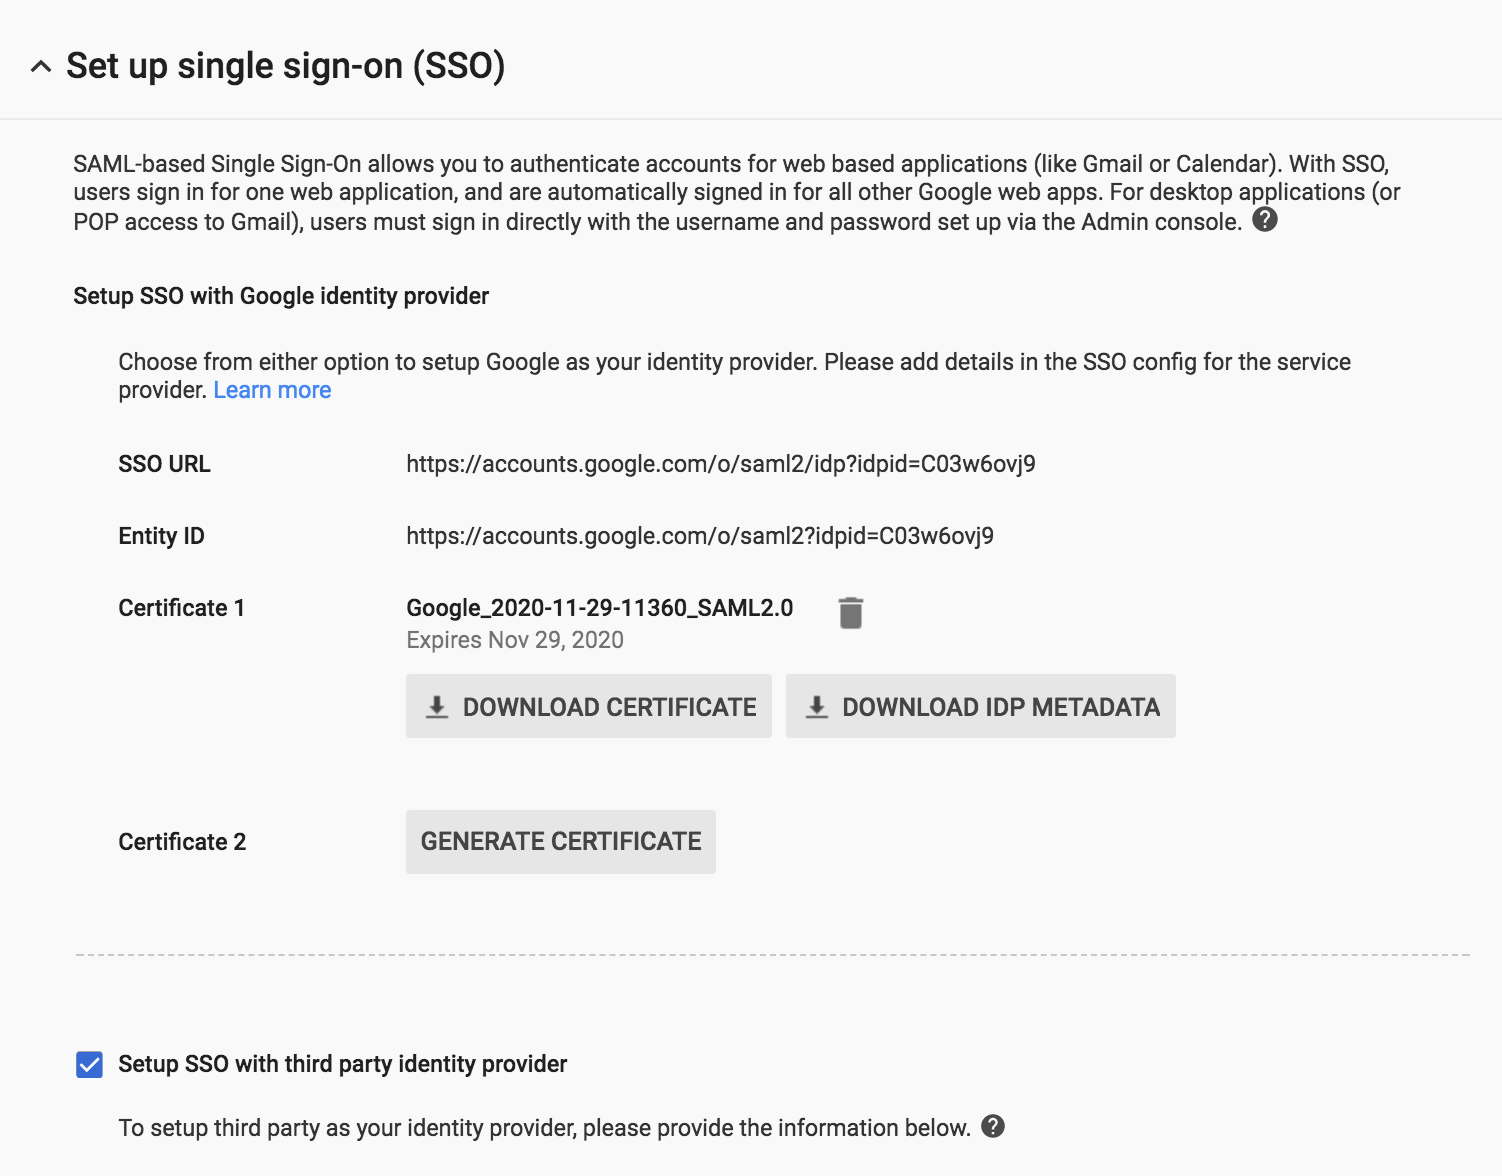 Set up single sign-on (SSO)
SAML-based Single Sign-On allows you to authenticate accounts for web based applications (like Gmail or Calendar). With SSO,
users sign in for one web application, and are automatically signed in for all other Google web apps. For desktop applications (or
POP access to Gmail), users must sign in directly with the username and password set up via the Admin console. ?
Setup SSO with Google identity provider
Choose from either option to setup Google as your identity provider. Please add details in the SSO config for the service
provider. Learn more
SSO URL https://accounts.google.com/o/saml2/idp?idpid=C03w6ovj9
Entity ID https://accounts.google.com/o/saml2?idpid=C03w6ovj9
Certificate 1 Google_2020-11-29-11360_SAML2.0
Expires Nov 29, 2020
DOWNLOAD CERTIFICATE DOWNLOAD IDP METADATA
Certificate 2 GENERATE CERTIFICATE
Setup SSO with third party identity provider
To setup third party as your identity provider, please provide the information below. ?